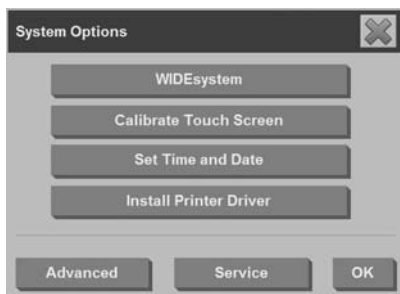 System Options
WIDEsystem
Calibrate Touch Screen
Set Time and Date
Install Printer Driver
Advanced Service OK